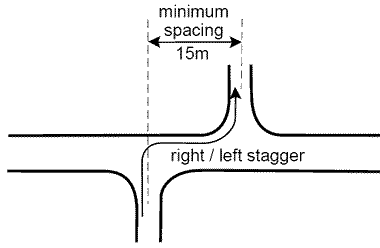 minimum
spacing
15m
right / left stagger